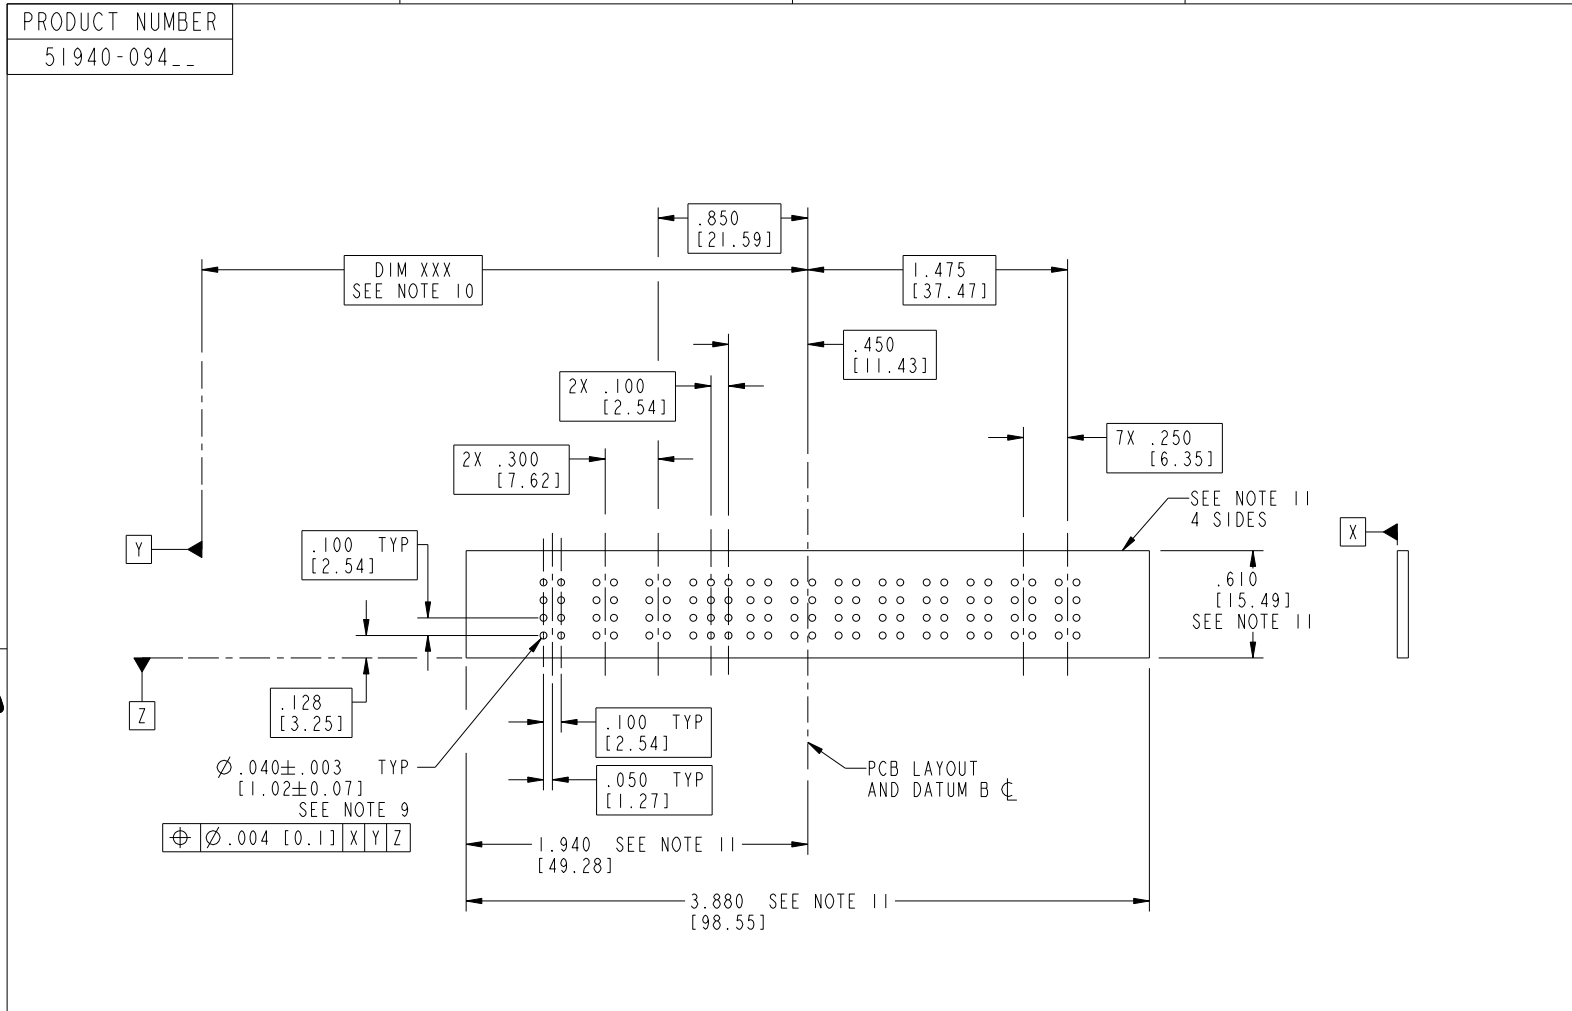 PRODUCT NUMBER
51940-094__
.850
[21.59]
DIM XXX
SEE NOTE 10
1.475
[37.47]
.450
[11.43]
2X .100
[2.54]
7X .250
[6.35]
2X .300
[7.62]
SEE NOTE 11
4 SIDES
Y
.100 TYP
[2.54]
X
.610
[15.49]
SEE NOTE 11
Z
.128
[3.25]
.100 TYP
[2.54]
Ø.040±.003 TYP
[1.02±0.07]
SEE NOTE 9
⌖ Ø.004 [0.1] X Y Z
.050 TYP
[1.27]
PCB LAYOUT
AND DATUM B ℄
1.940 SEE NOTE 11
[49.28]
3.880 SEE NOTE 11
[98.55]